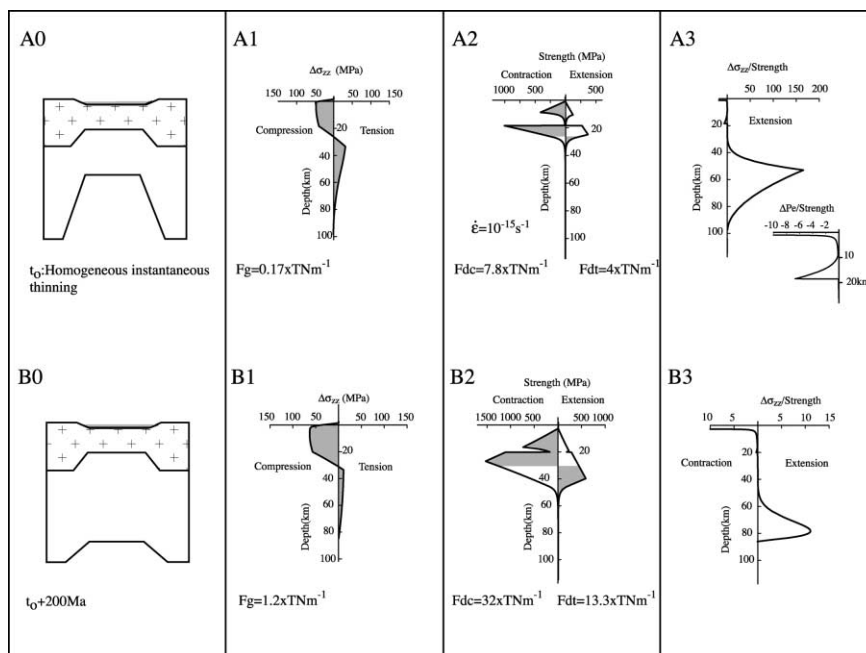 A0
t₀:Homogeneous instantaneous
thinning
A1
Δσzz (MPa)
150 100 50 50 100 150
Compression
20
Tension
40
60
80
100
Depth(km)
Fg=0.17xTNm⁻¹
A2
Strength (MPa)
Contraction Extension
1000 500 500
20
40
60
80
100
Depth(km)
ε̇=10⁻¹⁵s⁻¹
Fdc=7.8xTNm⁻¹ Fdt=4xTNm⁻¹
A3
Δσzz/Strength
100 200
Extension
20
40
60
80
100
Depth(km)
ΔPe/Strength
-10 -8 -6 -4 -2
10
20km
B0
t₀+200Ma
B1
Δσzz (MPa)
150 100 50 50 100 150
20
Compression Tension
40
60
80
100
Depth(km)
Fg=1.2xTNm⁻¹
B2
Strength (MPa)
Contraction Extension
1500 1000 500 500 1000
20
40
60
80
100
Depth(km)
Fdc=32xTNm⁻¹ Fdt=13.3xTNm⁻¹
B3
Δσzz/Strength
10 5 5 10 15
20
Contraction Extension
40
60
80
100
Depth(km)